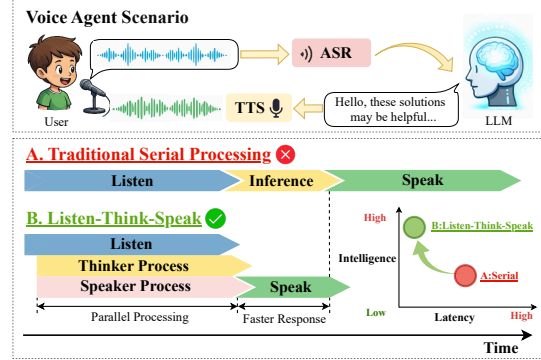 Voice Agent Scenario
ASR
User
TTS
Hello, these solutions
may be helpful...
LLM
A. Traditional Serial Processing
Listen
Inference
Speak
B. Listen-Think-Speak
Listen
Thinker Process
Speaker Process
Speak
Parallel Processing
Faster Response
High
B:Listen-Think-Speak
Intelligence
A:Serial
Low
Latency
High
Time